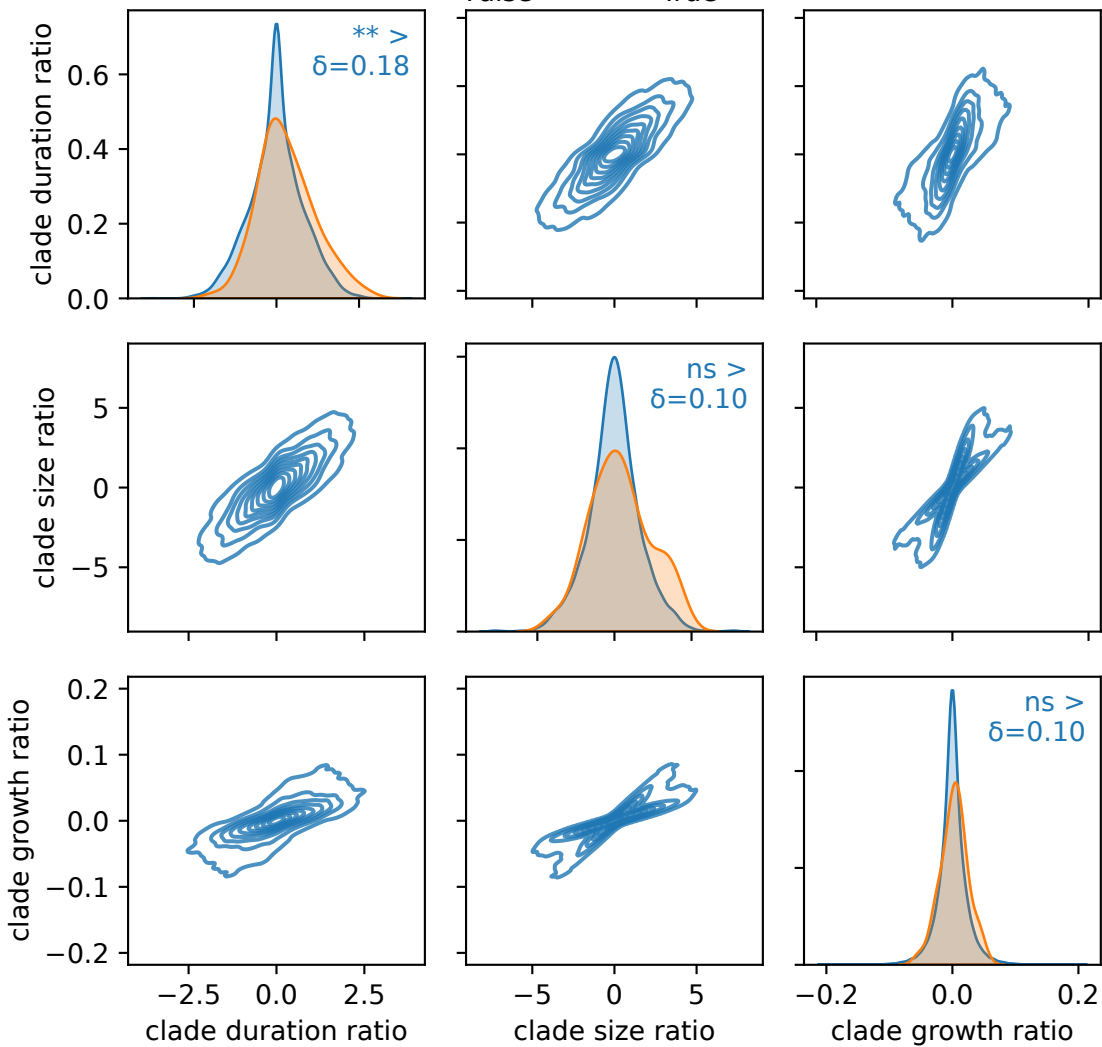 ** >
δ=0.18
clade duration ratio
0.6
0.4
0.2
0.0
ns >
δ=0.10
clade size ratio
5
0
−5
ns >
δ=0.10
clade growth ratio
0.2
0.1
0.0
−0.1
−0.2
−2.5 0.0 2.5
−5 0 5
−0.2 0.0 0.2
clade duration ratio
clade size ratio
clade growth ratio